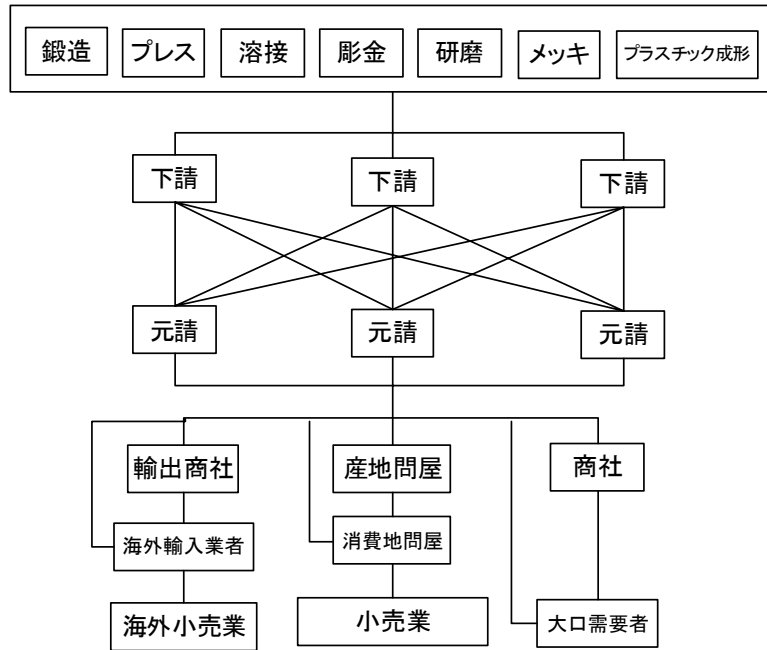 鍛造 プレス 溶接 彫金 研磨 メッキ プラスチック成形
下請 下請 下請
元請 元請 元請
輸出商社 産地問屋 商社
海外輸入業者 消費地問屋
海外小売業 小売業 大口需要者